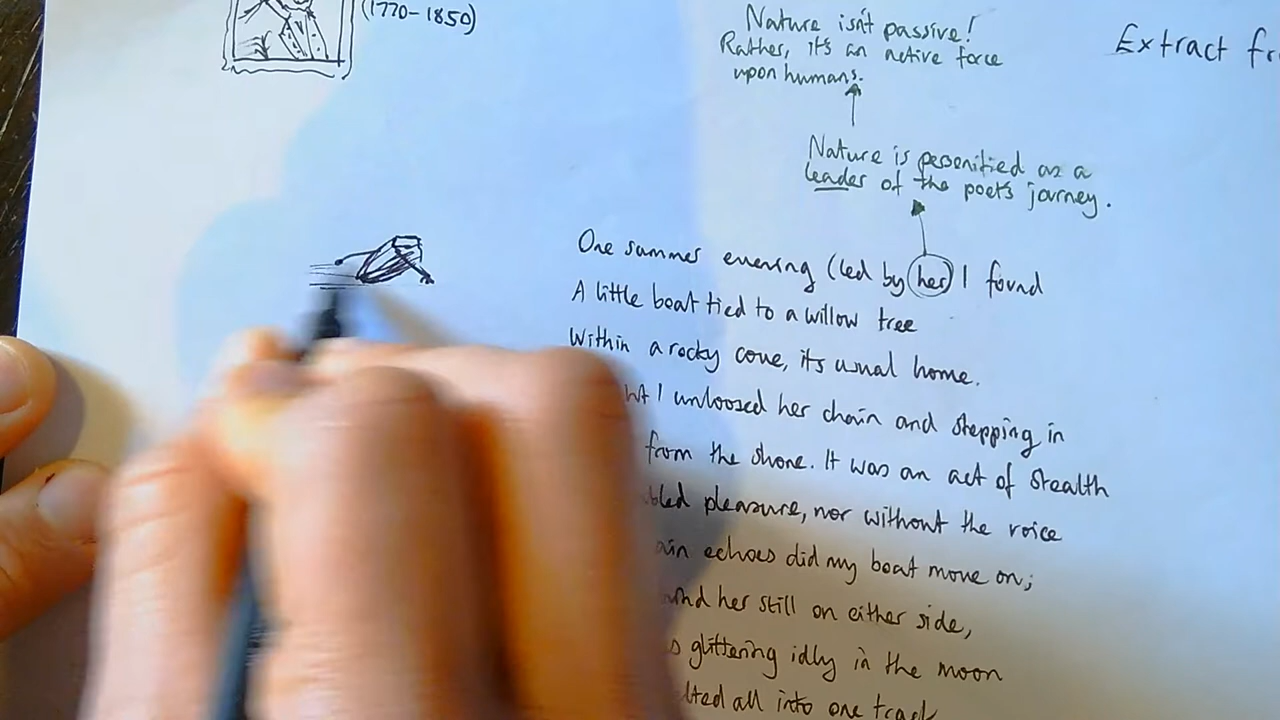 (1770-1850)
Nature isn't passive!
Rather, it's an active force
upon humans.
Extract
Nature is personified as a
leader of the poet's journey.
One summer evening (led by her) I found
A little boat tied to a willow tree
Within a rocky cove, its usual home.
I unloosed her chain and stepping in
from the shore. It was an act of stealth
pleasure, nor without the voice
echoes did my boat move on;
her still on either side,
glittering idly in the moon
all into one track